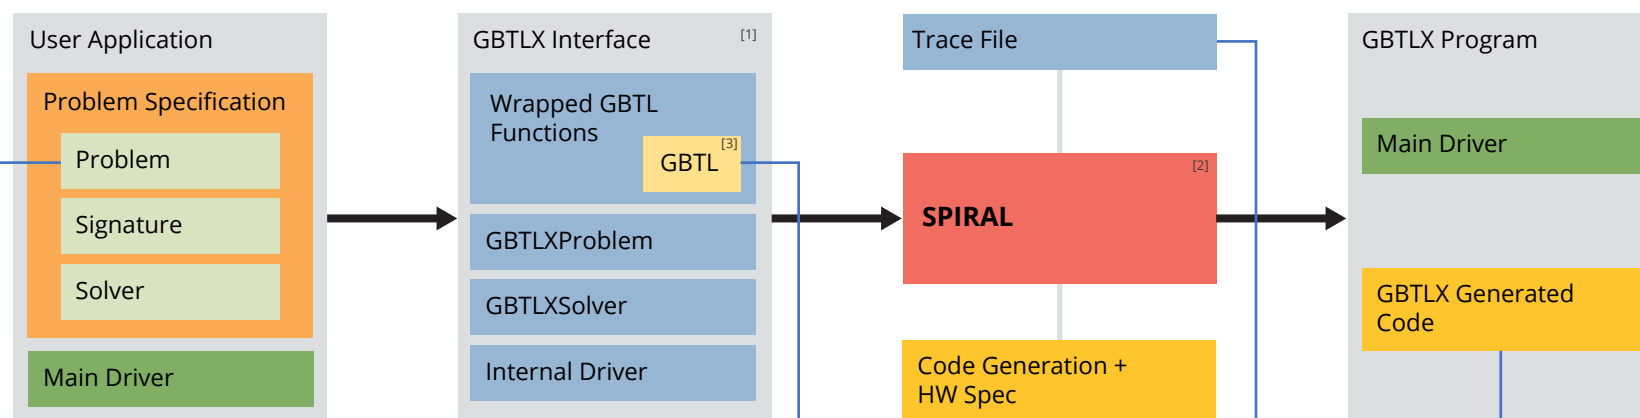 User Application
Problem Specification
Problem
Signature
Solver
Main Driver
GBTLX Interface [1]
Wrapped GBTL
Functions
GBTL [3]
GBTLXProblem
GBTLXSolver
Internal Driver
Trace File
SPIRAL [2]
Code Generation +
HW Spec
GBTLX Program
Main Driver
GBTLX Generated
Code